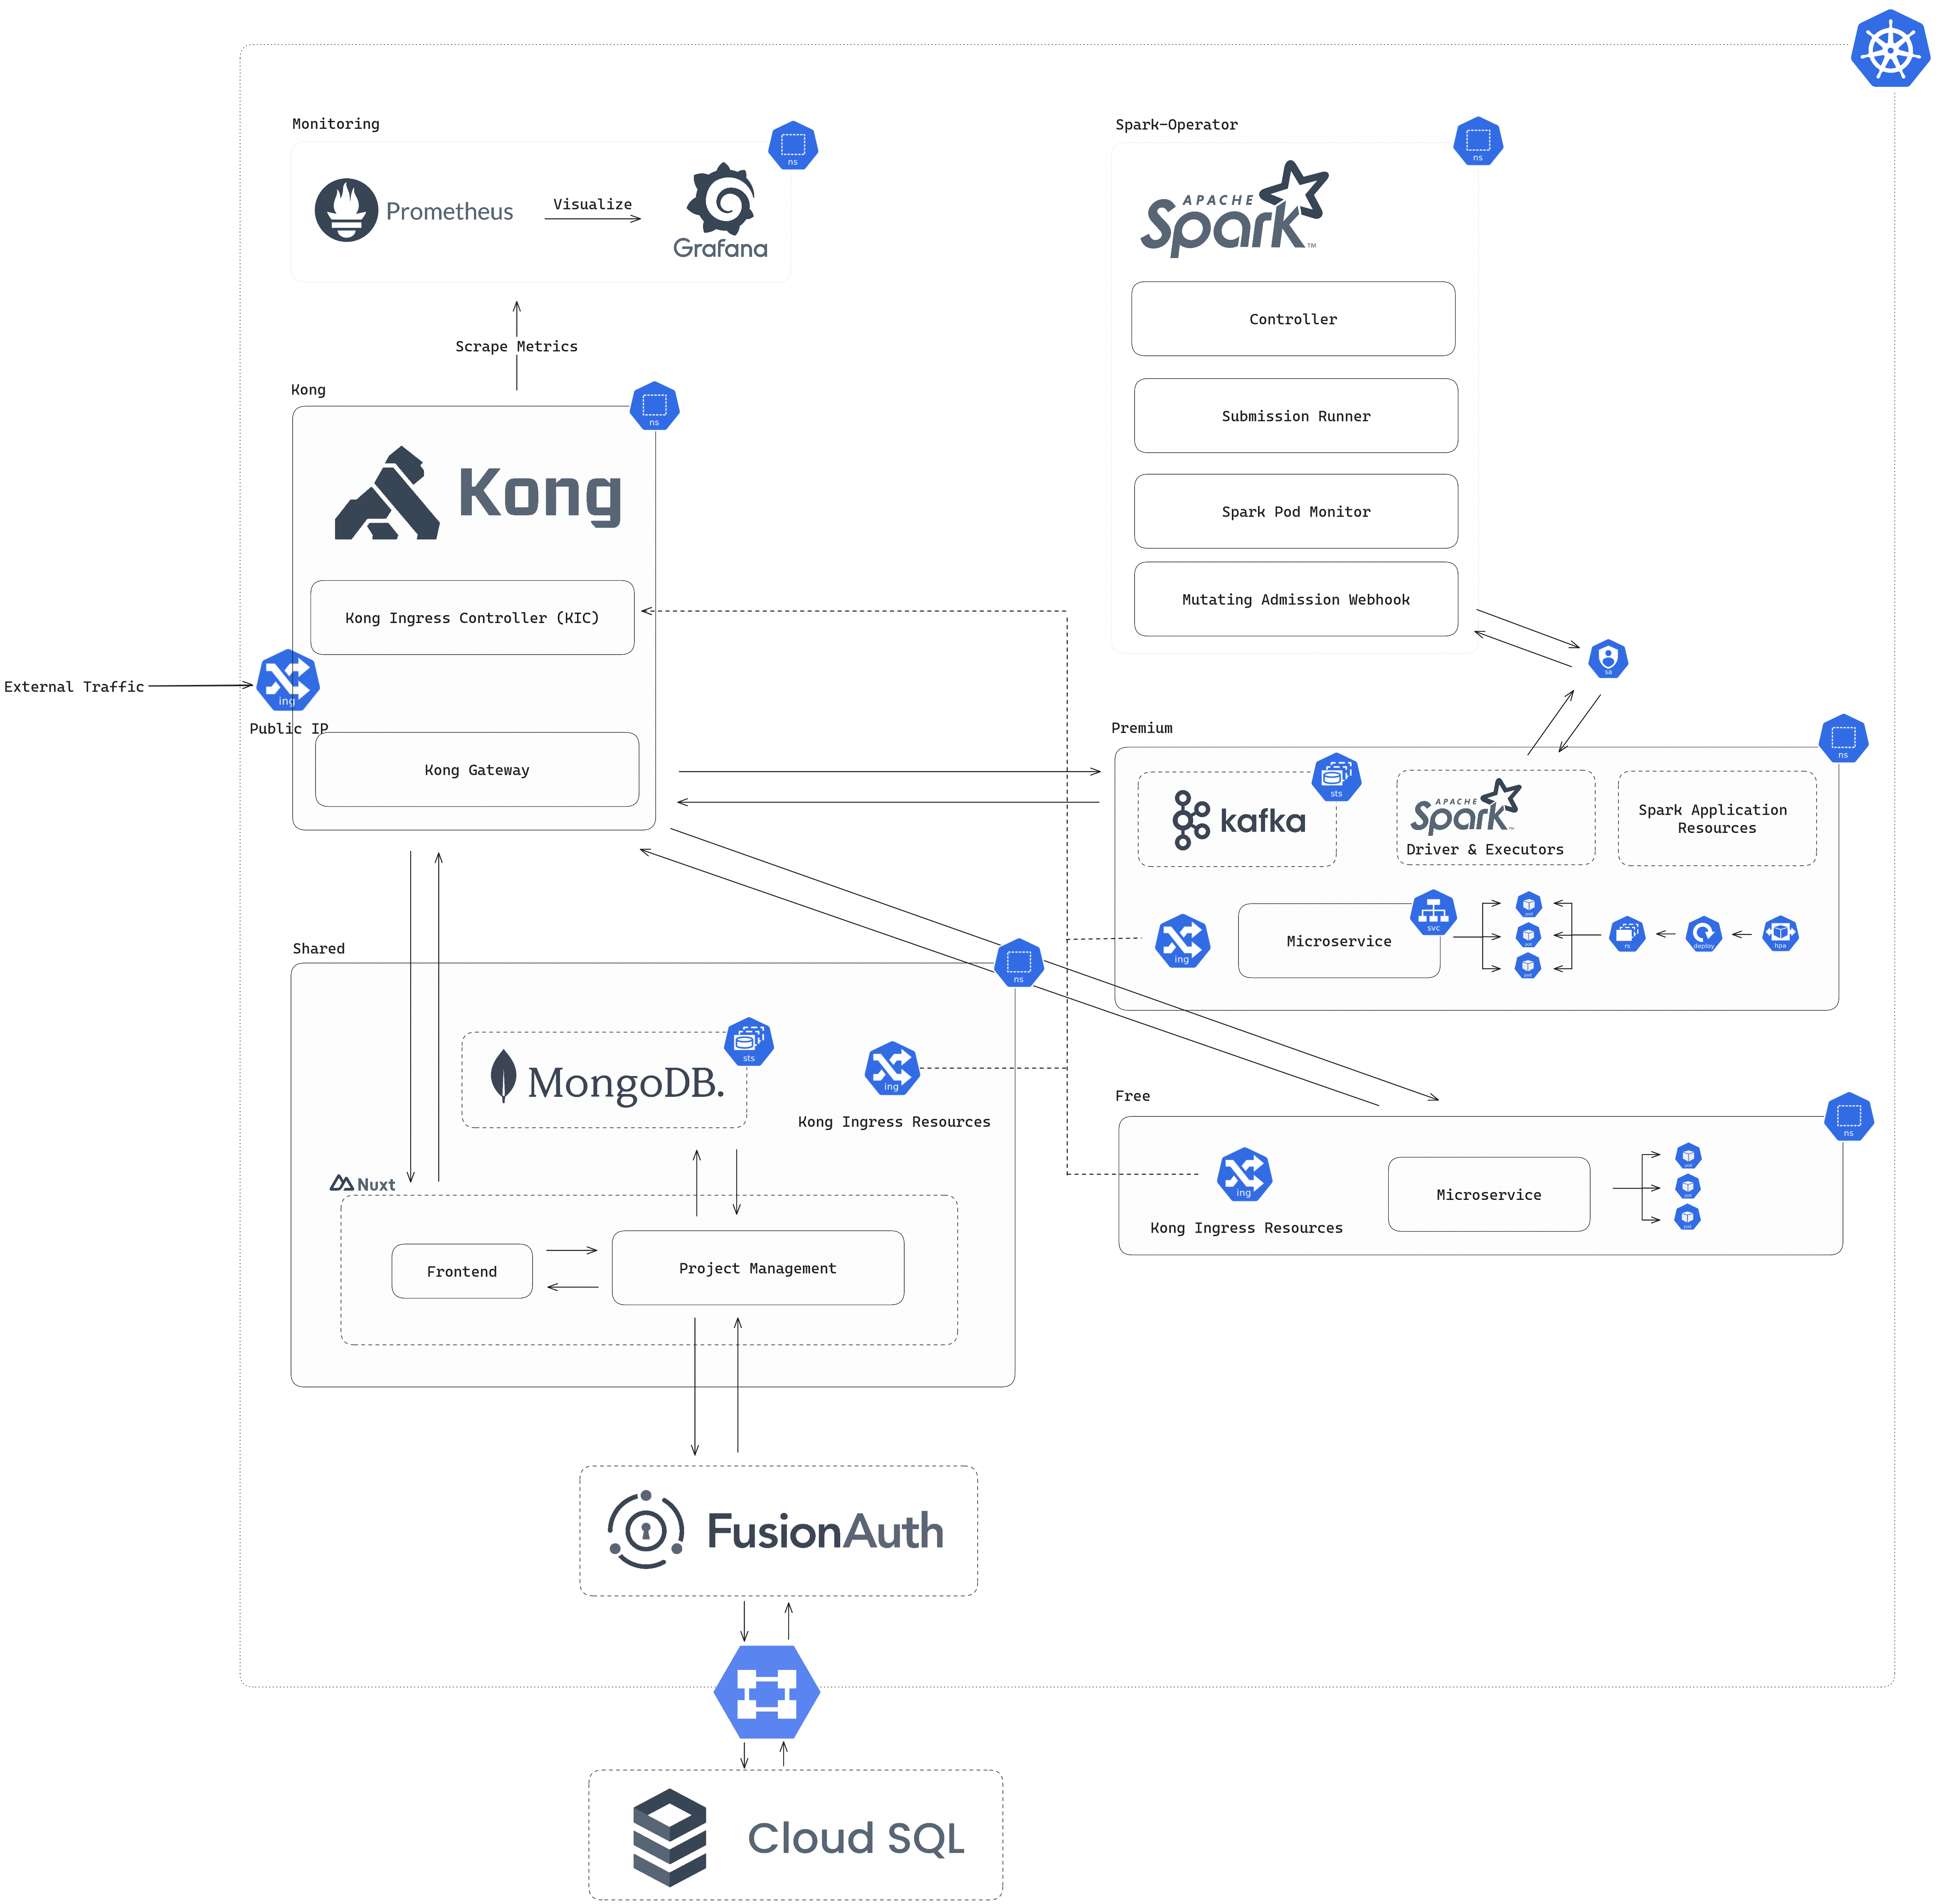 Monitoring
ns
Prometheus
Visualize
Grafana
Scrape Metrics
Kong
ns
Kong
Kong Ingress Controller (KIC)
External Traffic
ing
Public IP
Kong Gateway
Spark-Operator
ns
APACHE
Spark™
Controller
Submission Runner
Spark Pod Monitor
Mutating Admission Webhook
sa
Premium
ns
kafka
sts
APACHE
Spark™
Driver & Executors
Spark Application
Resources
ing
Microservice
svc
pod
pod
pod
rs
deploy
hpa
Shared
ns
MongoDB.
sts
ing
Kong Ingress Resources
Nuxt
Frontend
Project Management
Free
ns
ing
Kong Ingress Resources
Microservice
pod
pod
pod
FusionAuth
Cloud SQL